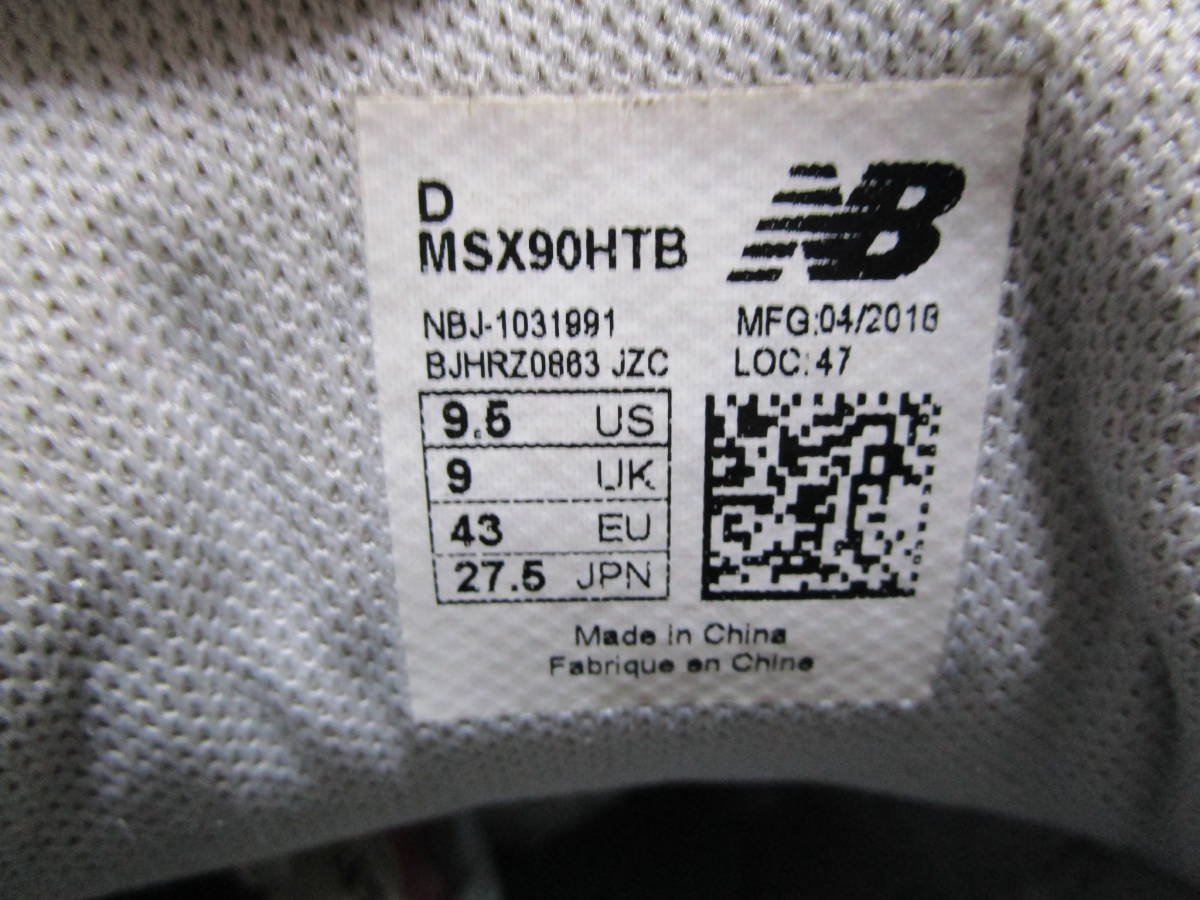 D
MSX90HTB
NB
NBJ-1031991
MFG:04/2018
BJHRZ0863 JZC
LOC:47
9.5 US
9 UK
43 EU
27.5 JPN
Made in China
Fabrique en Chine